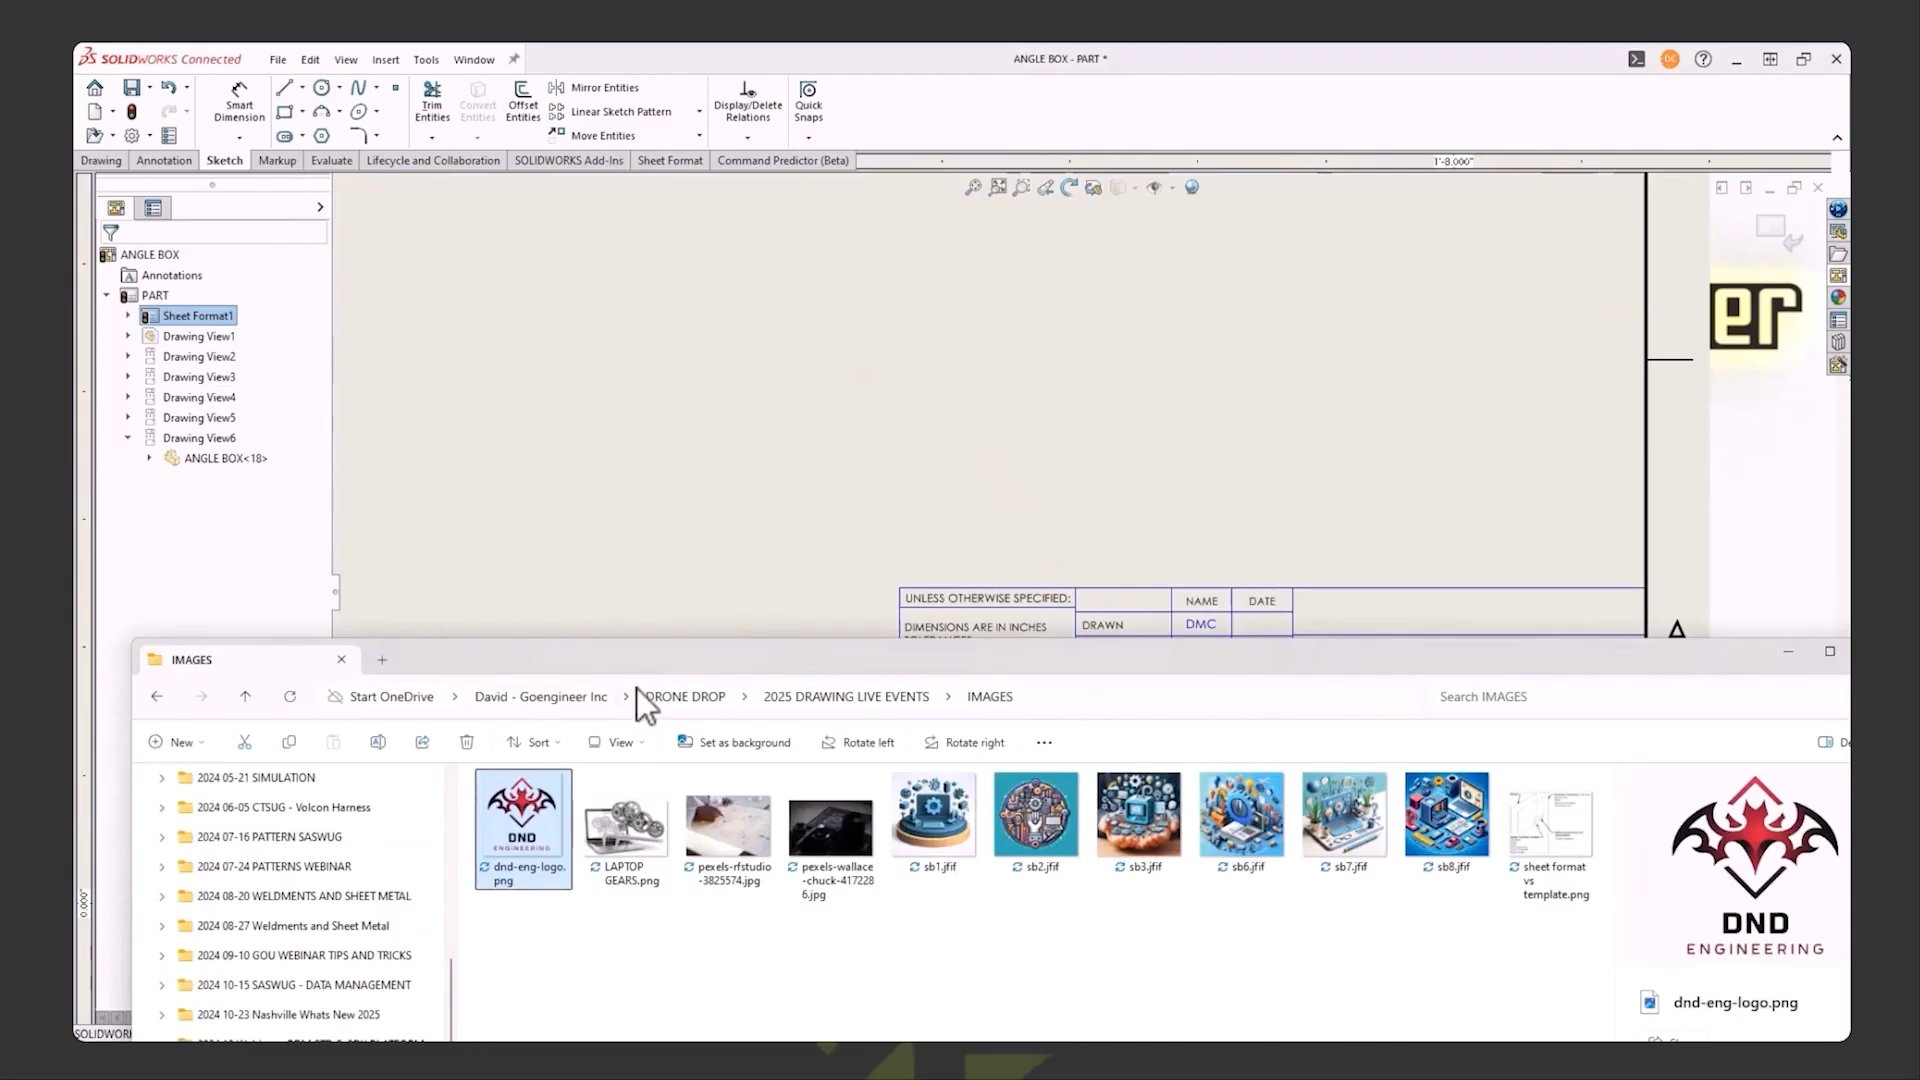 SOLIDWORKS Connected
File Edit View Insert Tools Window
ANGLE BOX - PART *
DC
Smart Dimension
Trim Entities
Convert Entities
Offset Entities
Mirror Entities
Linear Sketch Pattern
Move Entities
Display/Delete Relations
Quick Snaps
Drawing Annotation Sketch Markup Evaluate Lifecycle and Collaboration SOLIDWORKS Add-Ins Sheet Format Command Predictor (Beta)
1'-8.000"
ANGLE BOX
Annotations
PART
Sheet Format1
Drawing View1
Drawing View2
Drawing View3
Drawing View4
Drawing View5
Drawing View6
ANGLE BOX<18>
er
UNLESS OTHERWISE SPECIFIED:
NAME DATE
DIMENSIONS ARE IN INCHES
DRAWN DMC
A
0.000"
SOLIDWOR
IMAGES
Start OneDrive > David - Goengineer Inc > DRONE DROP > 2025 DRAWING LIVE EVENTS > IMAGES
Search IMAGES
New Sort View Set as background Rotate left Rotate right ...
De
2024 05-21 SIMULATION
2024 06-05 CTSUG - Volcon Harness
2024 07-16 PATTERN SASWUG
2024 07-24 PATTERNS WEBINAR
2024 08-20 WELDMENTS AND SHEET METAL
2024 08-27 Weldments and Sheet Metal
2024 09-10 GOU WEBINAR TIPS AND TRICKS
2024 10-15 SASWUG - DATA MANAGEMENT
2024 10-23 Nashville Whats New 2025
DND
ENGINEERING
dnd-eng-logo.png
LAPTOP GEARS.png
pexels-rfstudio-3825574.jpg
pexels-wallace-chuck-4172286.jpg
sb1.jfif
sb2.jfif
sb3.jfif
sb6.jfif
sb7.jfif
sb8.jfif
sheet format vs template.png
DND
ENGINEERING
dnd-eng-logo.png